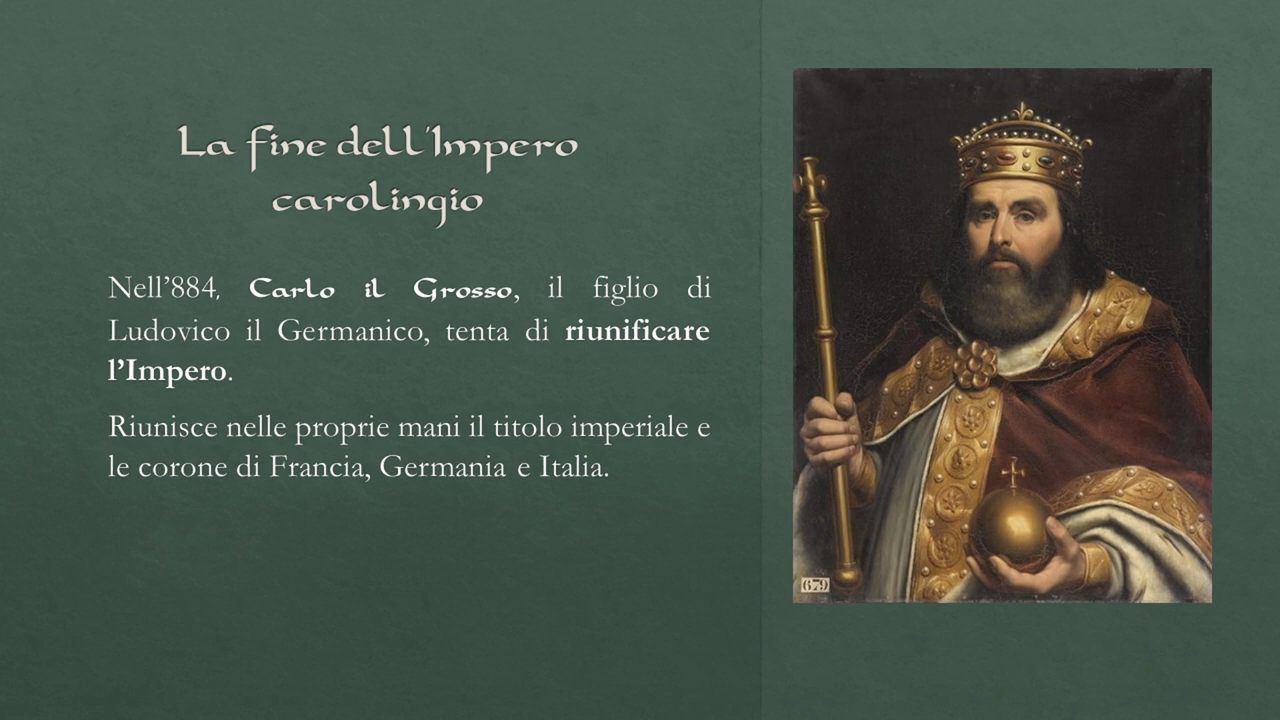 La fine dell'Impero
carolingio
Nell’884, Carlo il Grosso, il figlio di
Ludovico il Germanico, tenta di riunificare
l’Impero.
Riunisce nelle proprie mani il titolo imperiale e
le corone di Francia, Germania e Italia.
679